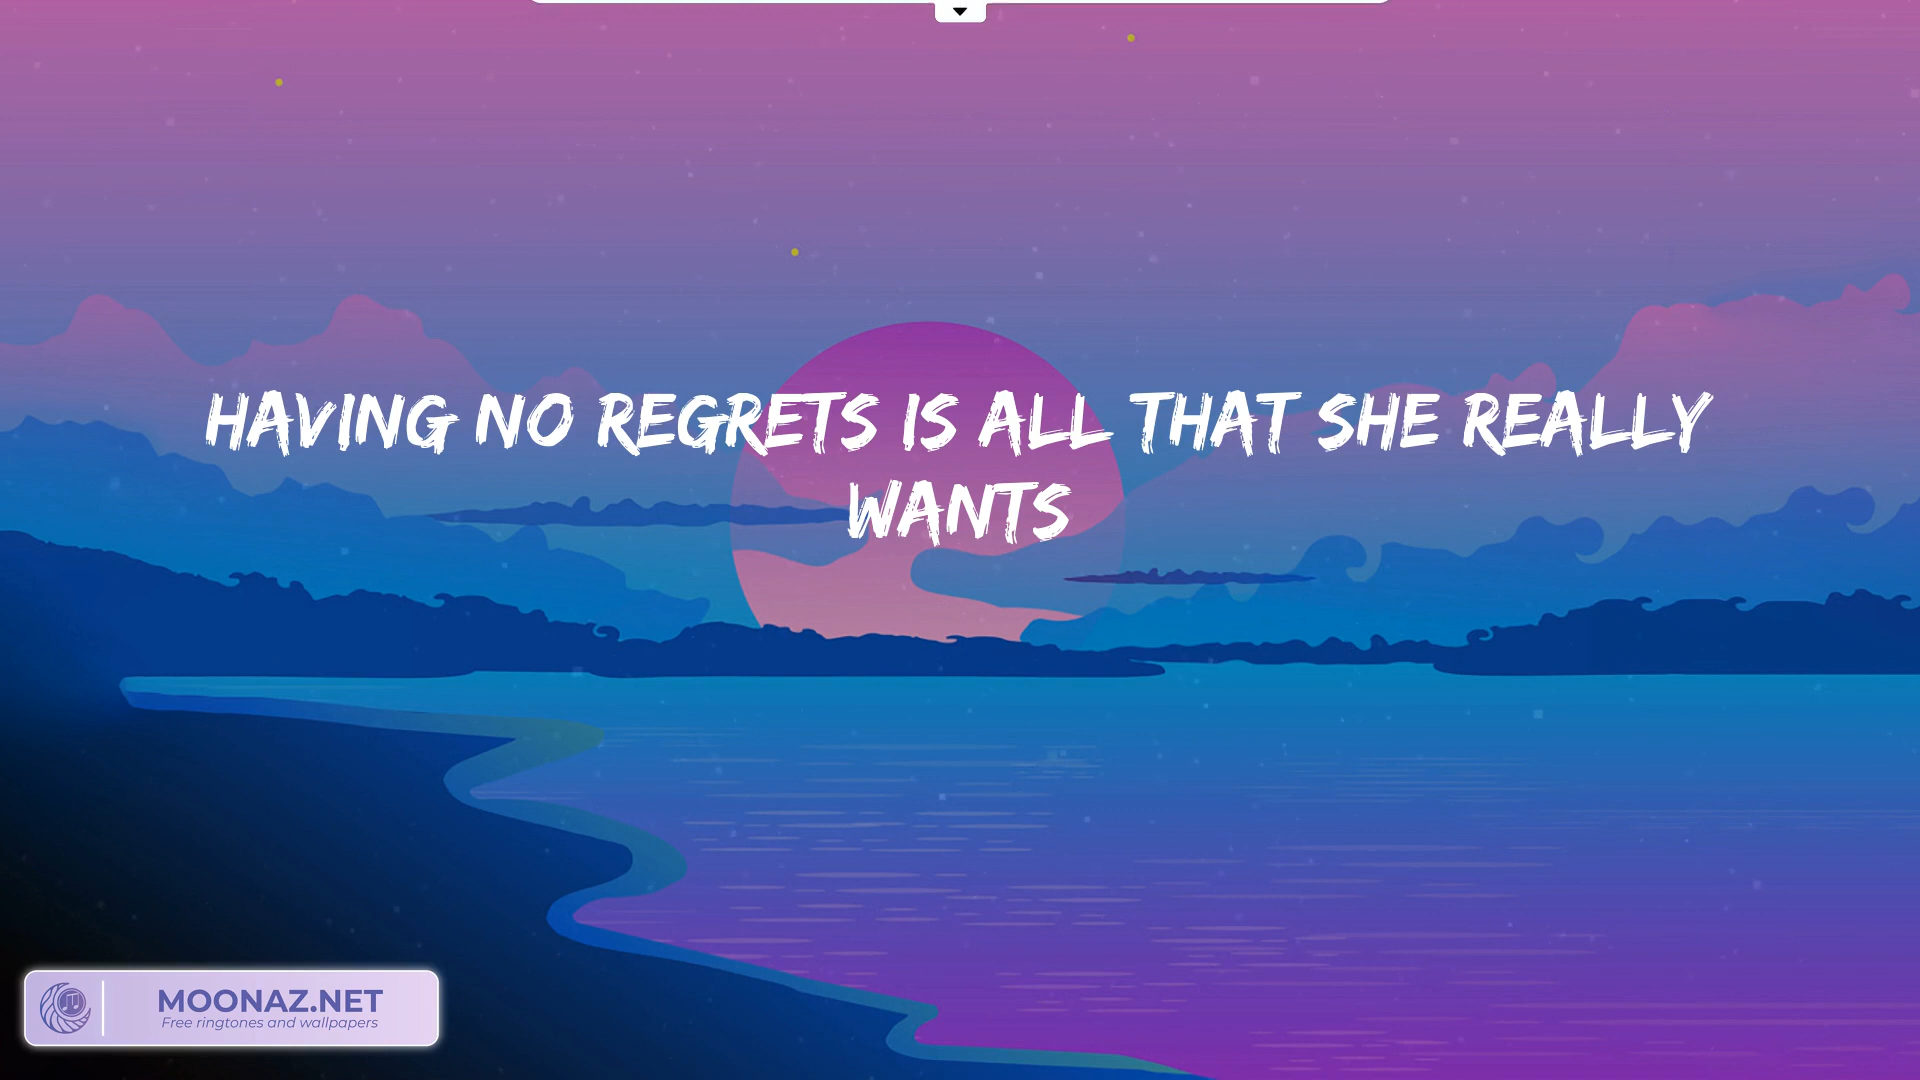 HAVING NO REGRETS IS ALL THAT SHE REALLY
WANTS
MOONAZ.NET
Free ringtones and wallpapers